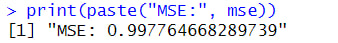 > print(paste("MSE:", mse))
[1] "MSE: 0.997764668289739"